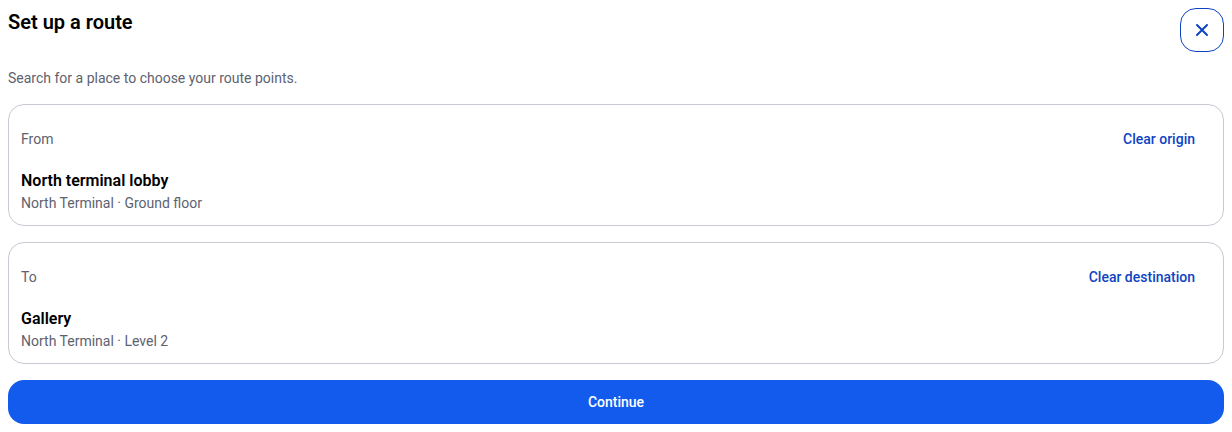 Set up a route
Search for a place to choose your route points.
From
Clear origin
North terminal lobby
North Terminal · Ground floor
To
Clear destination
Gallery
North Terminal · Level 2
Continue